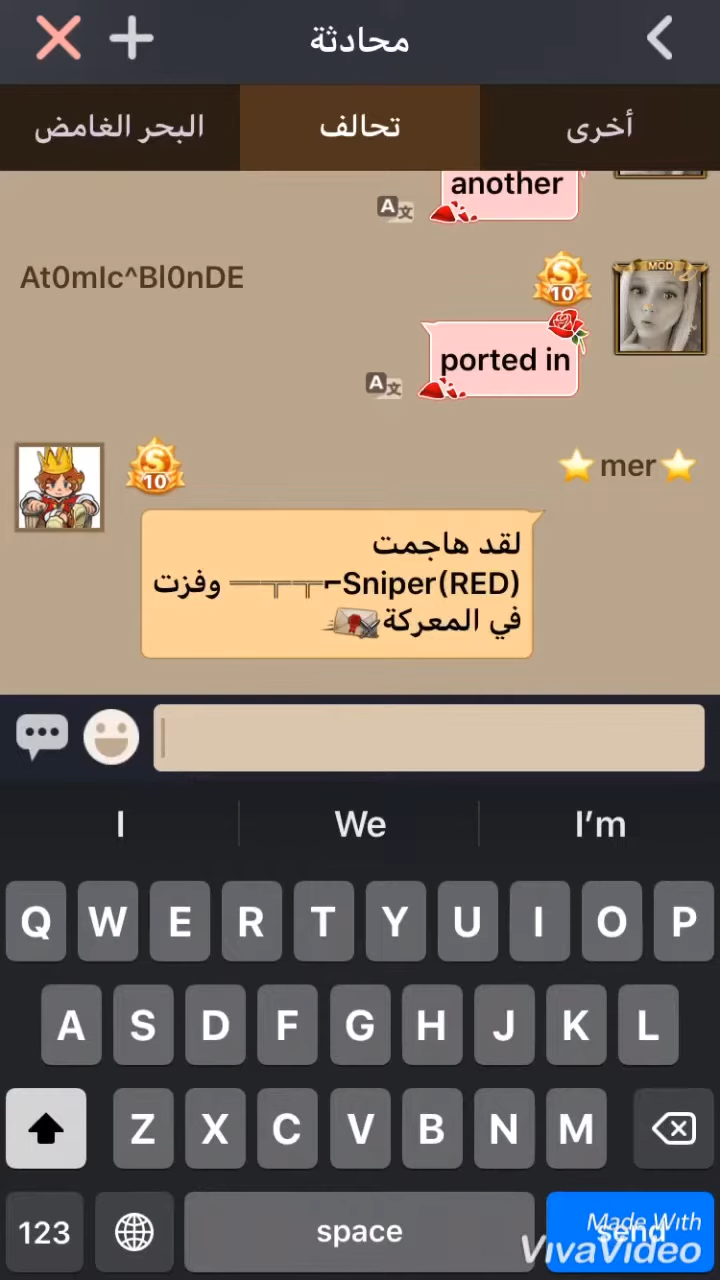 محادثة
أخرى
تحالف
البحر الغامض
another
At0mIc^Bl0nDE
S
10
MOD
ported in
S
10
⭐ mer ⭐
لقد هاجمت
Sniper(RED)⌐╤╤══ وفزت
في المعركة
I
We
I’m
Q W E R T Y U I O P
A S D F G H J K L
Z X C V B N M
123
space
send
Made With
VivaVideo